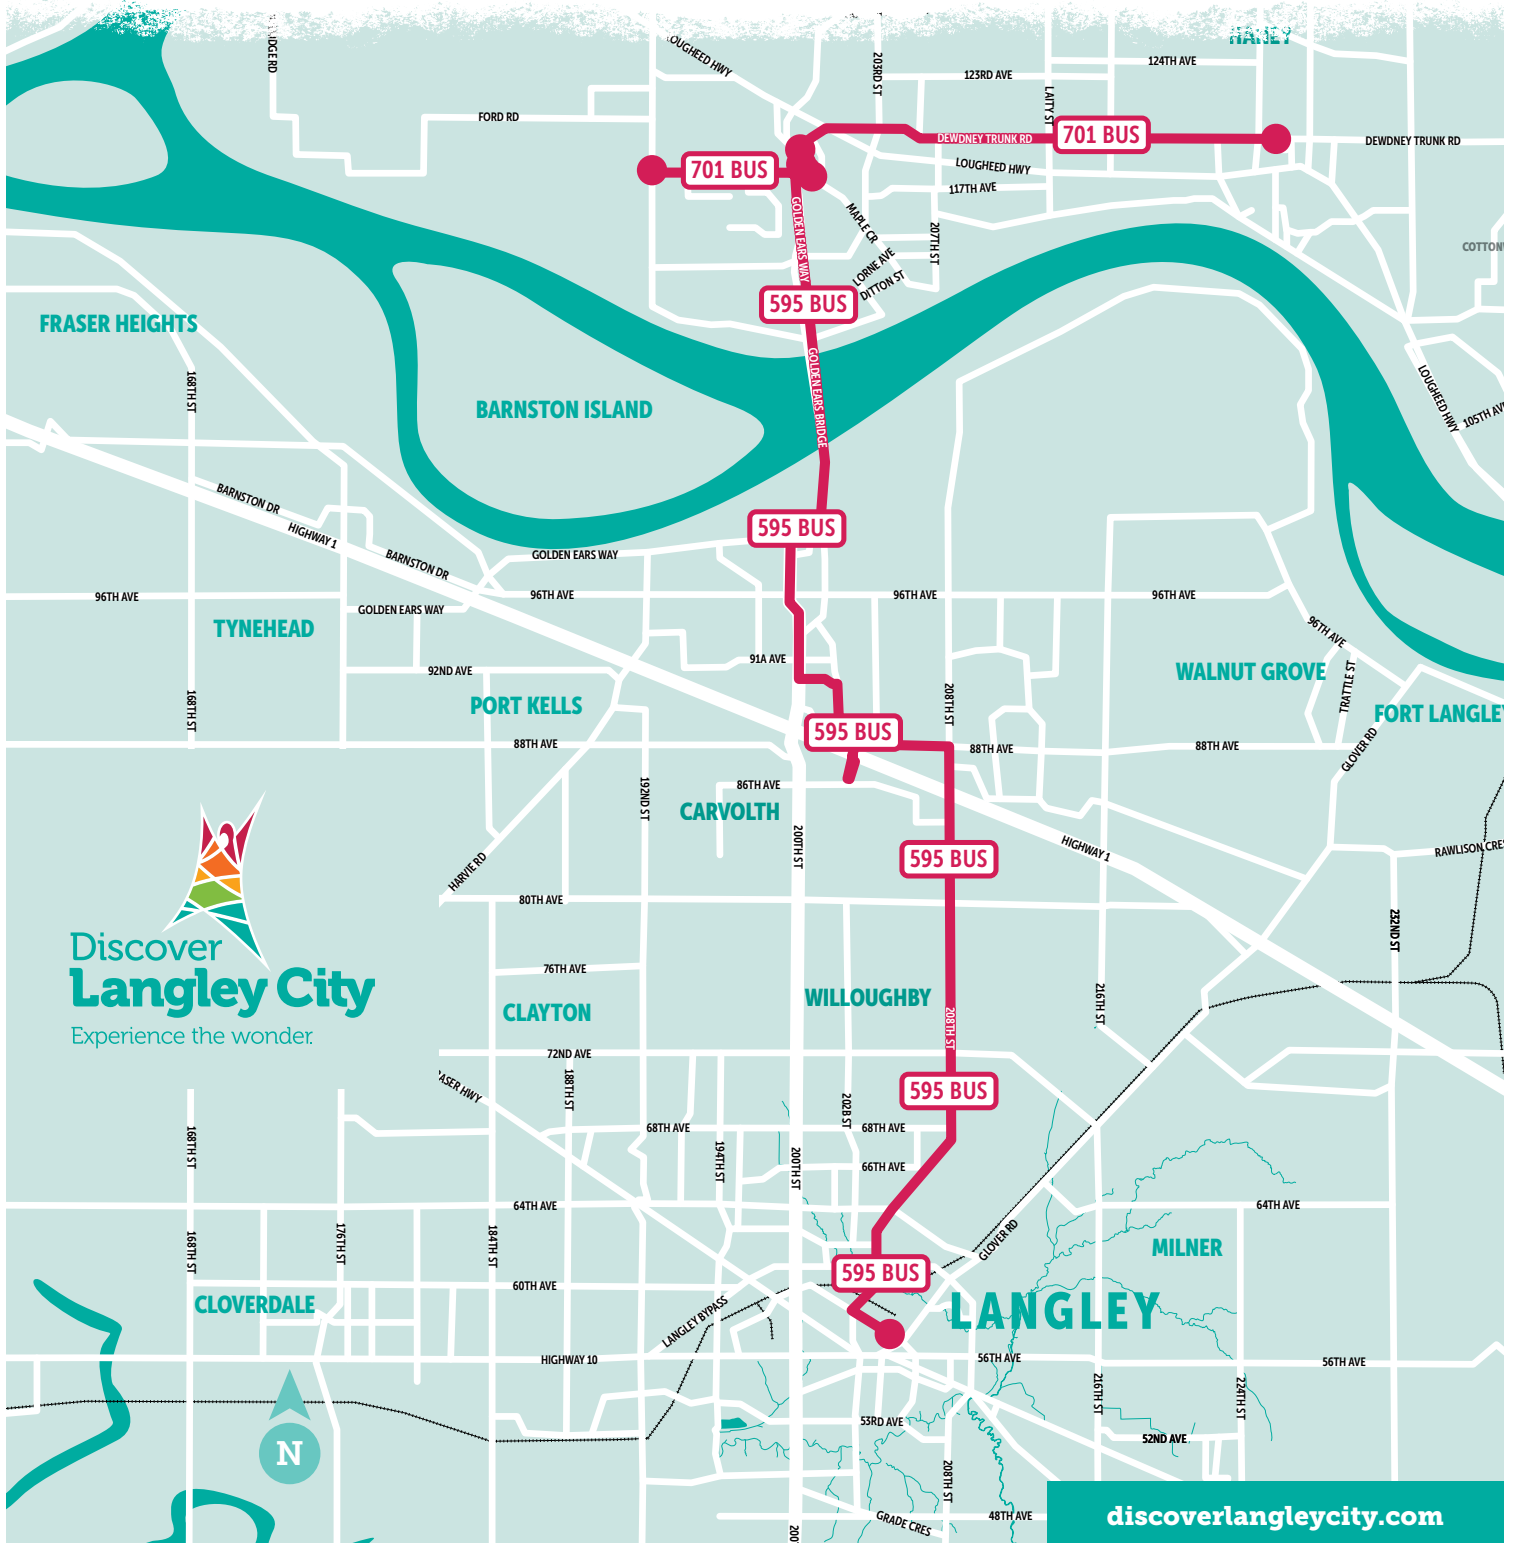 HANEY
OUGHEED HWY
203RD ST
124TH AVE
123RD AVE
LAITY ST
FORD RD
701 BUS
DEWDNEY TRUNK RD
DEWDNEY TRUNK RD
701 BUS
LOUGHEED HWY
117TH AVE
MAPLE CR
207TH ST
GOLDEN EARS WAY
COTTON
LORNE AVE
DITTON ST
595 BUS
FRASER HEIGHTS
168TH ST
GOLDEN EARS BRIDGE
LOUGHEED HWY
105TH AVE
BARNSTON ISLAND
BARNSTON DR
HIGHWAY 1
595 BUS
GOLDEN EARS WAY
BARNSTON DR
96TH AVE
GOLDEN EARS WAY
96TH AVE
96TH AVE
96TH AVE
96TH AVE
TYNEHEAD
91A AVE
92ND AVE
WALNUT GROVE
TRATTLE ST
168TH ST
PORT KELLS
208TH ST
FORT LANGLEY
595 BUS
88TH AVE
88TH AVE
88TH AVE
GLOVER RD
86TH AVE
192ND ST
CARVOLTH
200TH ST
HIGHWAY 1
RAWLISON CRES
595 BUS
HARVIE RD
80TH AVE
232ND ST
Discover
Langley City
Experience the wonder.
76TH AVE
CLAYTON
WILLOUGHBY
208TH ST
216TH ST
72ND AVE
ASER HWY
188TH ST
595 BUS
202B ST
168TH ST
68TH AVE
68TH AVE
194TH ST
200TH ST
66TH AVE
64TH AVE
64TH AVE
168TH ST
176TH ST
184TH ST
GLOVER RD
MILNER
595 BUS
60TH AVE
CLOVERDALE
LANGLEY BYPASS
LANGLEY
HIGHWAY 10
56TH AVE
56TH AVE
216TH ST
224TH ST
53RD AVE
52ND AVE
N
208TH ST
GRADE CRES
48TH AVE
200
discoverlangleycity.com